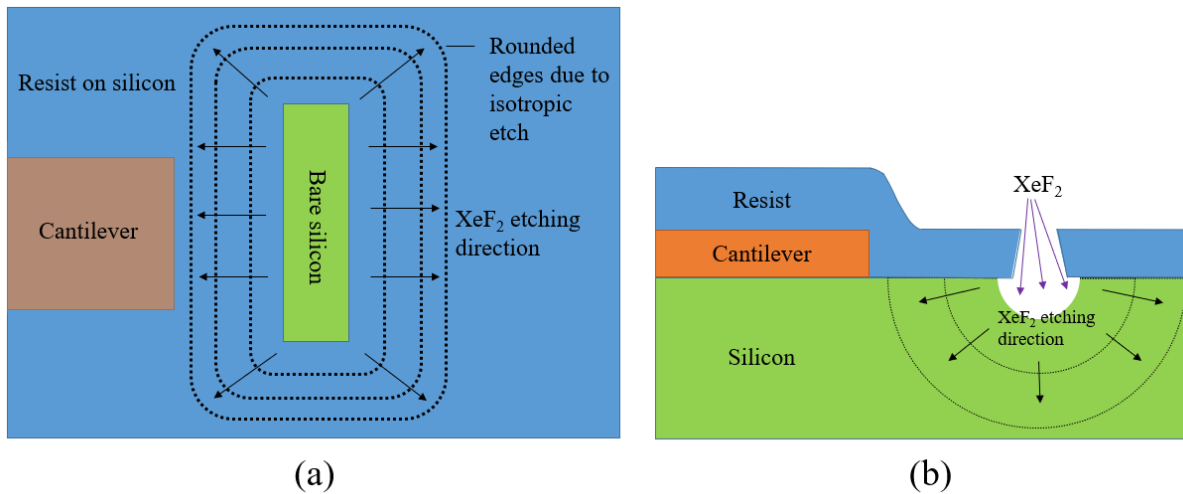 Resist on silicon
Rounded
edges due to
isotropic
etch
Bare silicon
Cantilever
XeF₂ etching
direction
(a)
XeF₂
Resist
Cantilever
XeF₂ etching
direction
Silicon
(b)